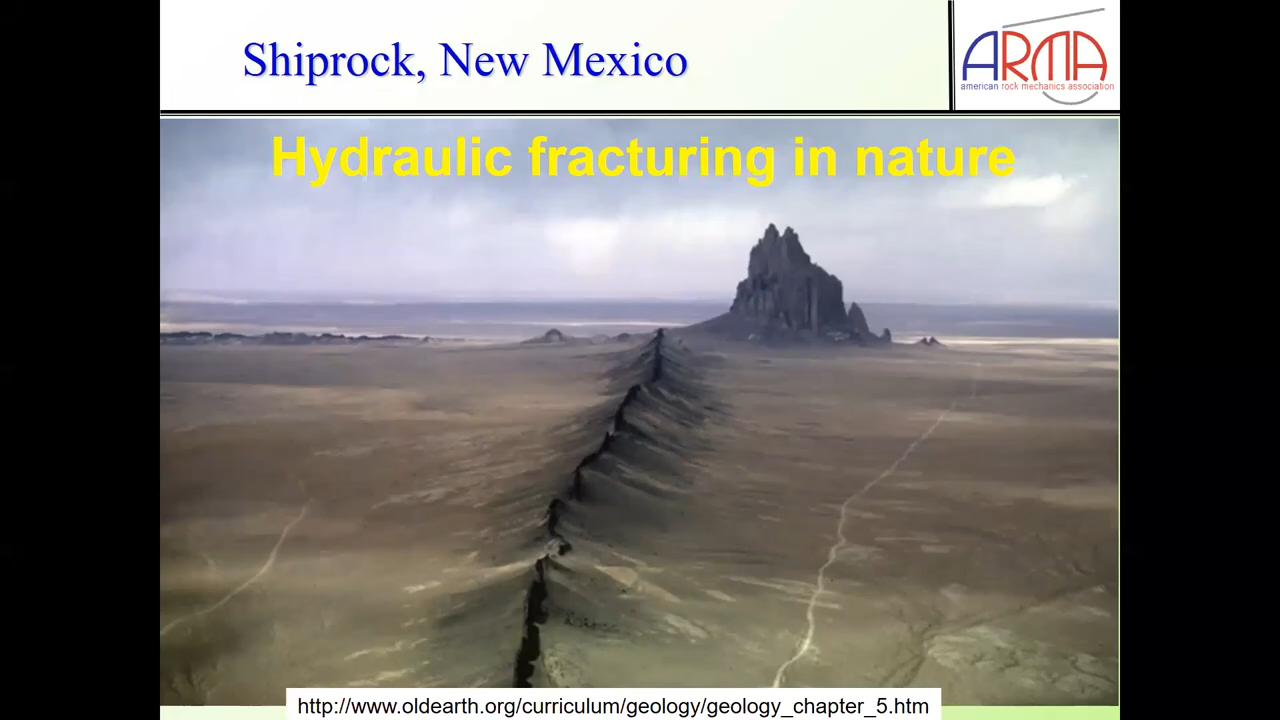 Shiprock, New Mexico
ARMA
american rock mechanics association
Hydraulic fracturing in nature
http://www.oldearth.org/curriculum/geology/geology_chapter_5.htm